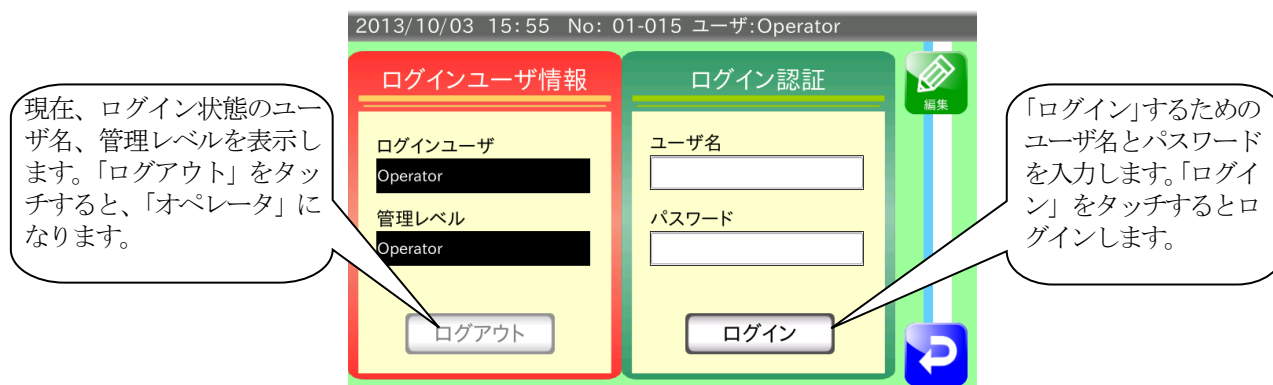 2013/10/03 15:55 No: 01-015 ユーザ:Operator
現在、ログイン状態のユー
ザ名、管理レベルを表示し
ます。「ログアウト」をタッ
チすると、「オペレータ」に
なります。
ログインユーザ情報
ログインユーザ
Operator
管理レベル
Operator
ログアウト
ログイン認証
ユーザ名
パスワード
ログイン
編集
「ログイン」するための
ユーザ名とパスワード
を入力します。「ログイ
ン」をタッチするとロ
グインします。